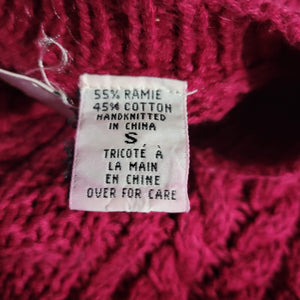 55% RAMIE
45% COTTON
HANDKNITTED
IN CHINA
S
TRICOTÉ À
LA MAIN
EN CHINE
OVER FOR CARE